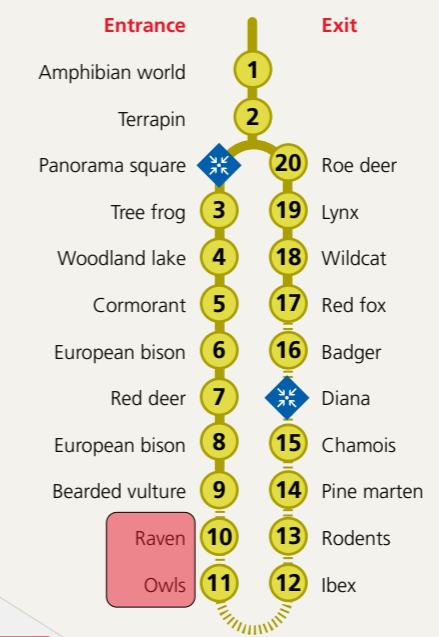 Entrance Exit
Amphibian world 1
Terrapin 2
Panorama square 20 Roe deer
Tree frog 3 19 Lynx
Woodland lake 4 18 Wildcat
Cormorant 5 17 Red fox
European bison 6 16 Badger
Red deer 7 Diana
European bison 8 15 Chamois
Bearded vulture 9 14 Pine marten
Raven 10 13 Rodents
Owls 11 12 Ibex